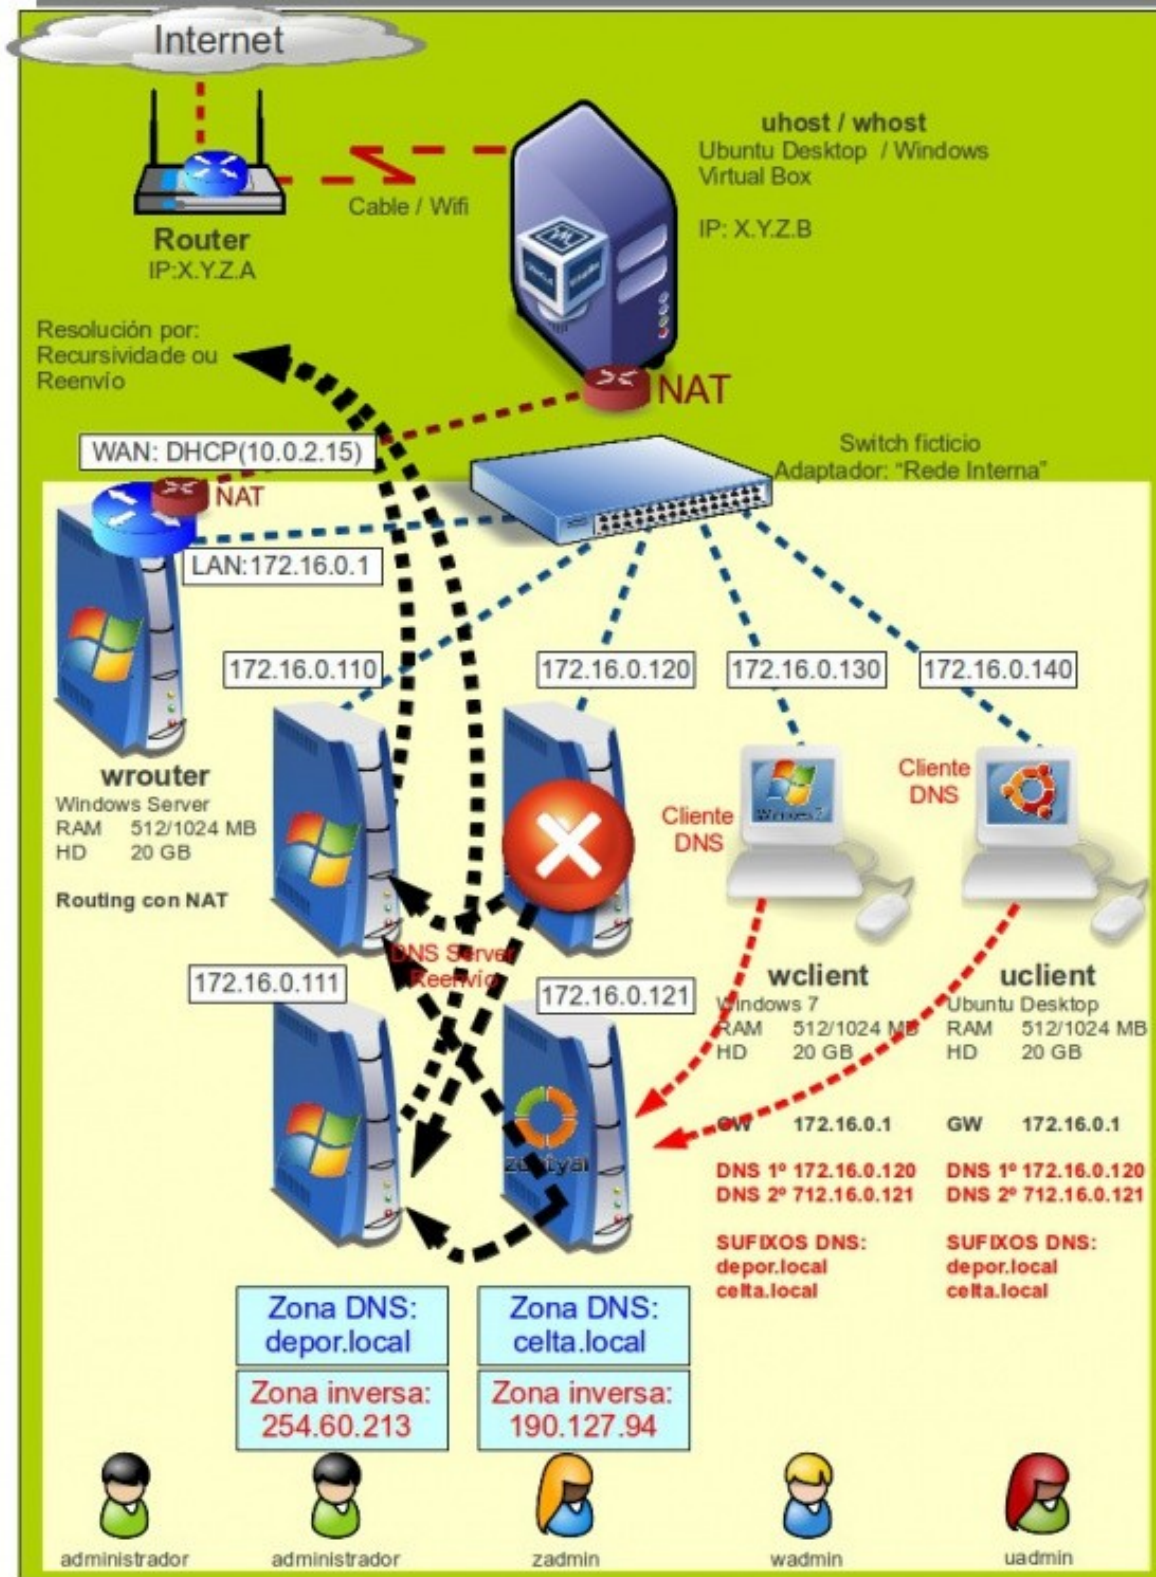 Internet
uhost / whost
Ubuntu Desktop / Windows
Virtual Box
IP: X.Y.Z.B
Cable / Wifi
Router
IP:X.Y.Z.A
Resolución por:
Recursividade ou
Reenvío
NAT
WAN: DHCP(10.0.2.15)
Switch ficticio
Adaptador: "Rede Interna"
NAT
LAN:172.16.0.1
172.16.0.110
172.16.0.120
172.16.0.130
172.16.0.140
wrouter
Windows Server
RAM 512/1024 MB
HD 20 GB
Routing con NAT
Cliente
DNS
Cliente
DNS
Windows 7
DNS Server
Reenvío
172.16.0.111
172.16.0.121
wclient
Windows 7
RAM 512/1024 MB
HD 20 GB
GW 172.16.0.1
DNS 1º 172.16.0.120
DNS 2º 712.16.0.121
SUFIXOS DNS:
depor.local
celta.local
uclient
Ubuntu Desktop
RAM 512/1024 MB
HD 20 GB
GW 172.16.0.1
DNS 1º 172.16.0.120
DNS 2º 712.16.0.121
SUFIXOS DNS:
depor.local
celta.local
zentyal
Zona DNS:
depor.local
Zona DNS:
celta.local
Zona inversa:
254.60.213
Zona inversa:
190.127.94
administrador
administrador
zadmin
wadmin
uadmin